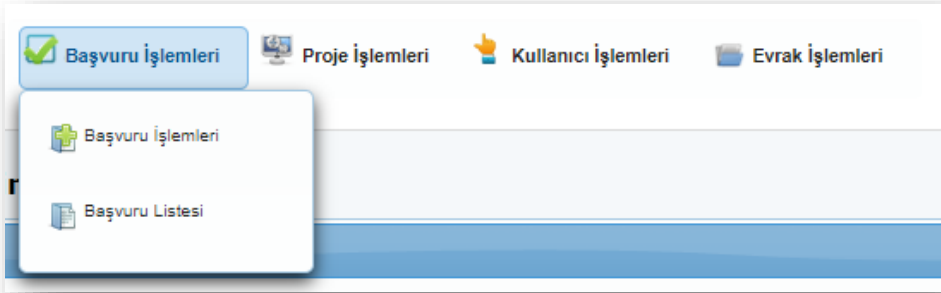 Başvuru İşlemleri Proje İşlemleri Kullanıcı İşlemleri Evrak İşlemleri
Başvuru İşlemleri
Başvuru Listesi